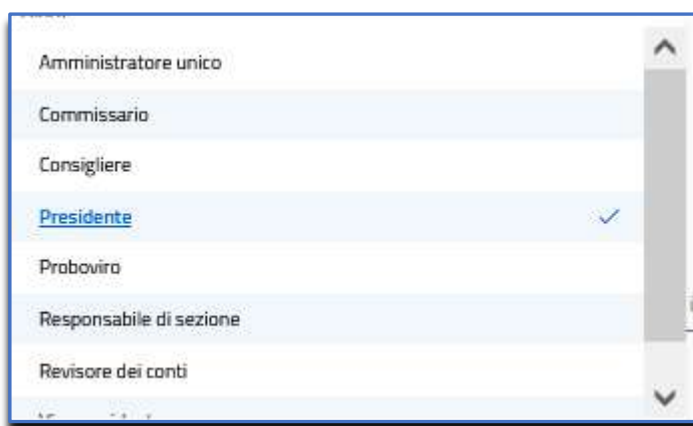 Amministratore unico
Commissario
Consigliere
Presidente
Proboviro
Responsabile di sezione
Revisore dei conti